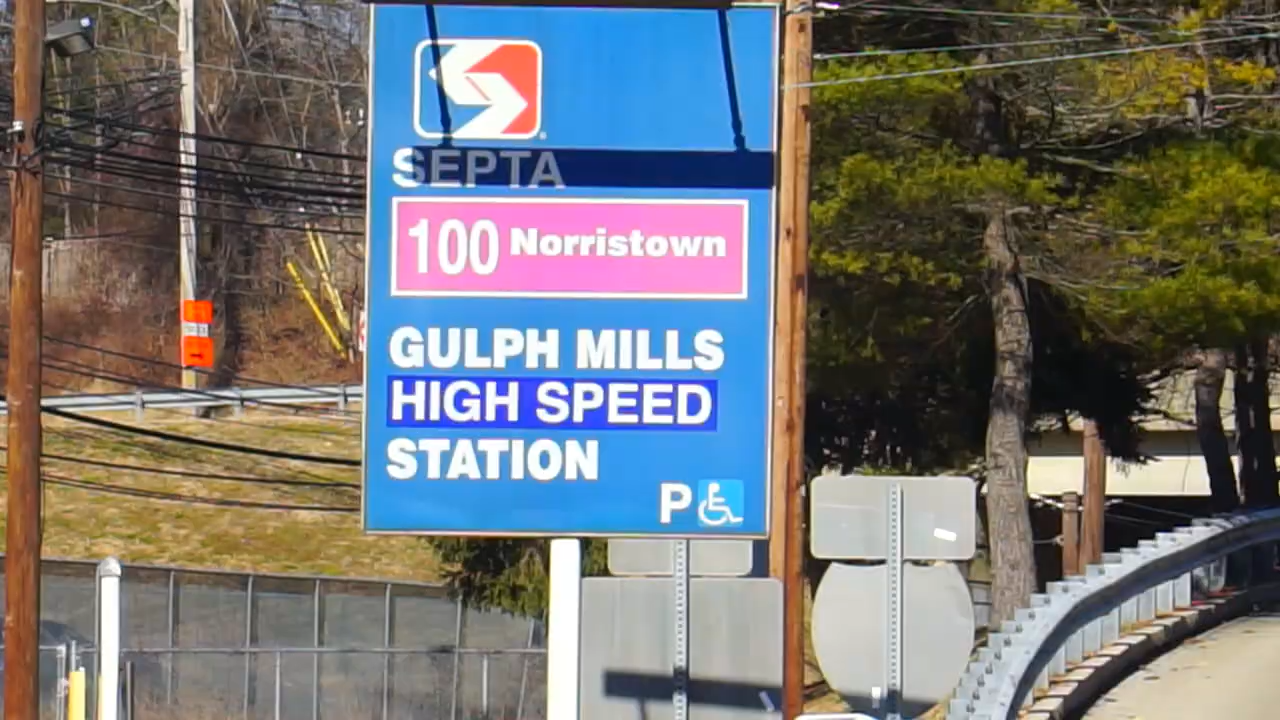 SEPTA
100 Norristown
GULPH MILLS
HIGH SPEED
STATION
P